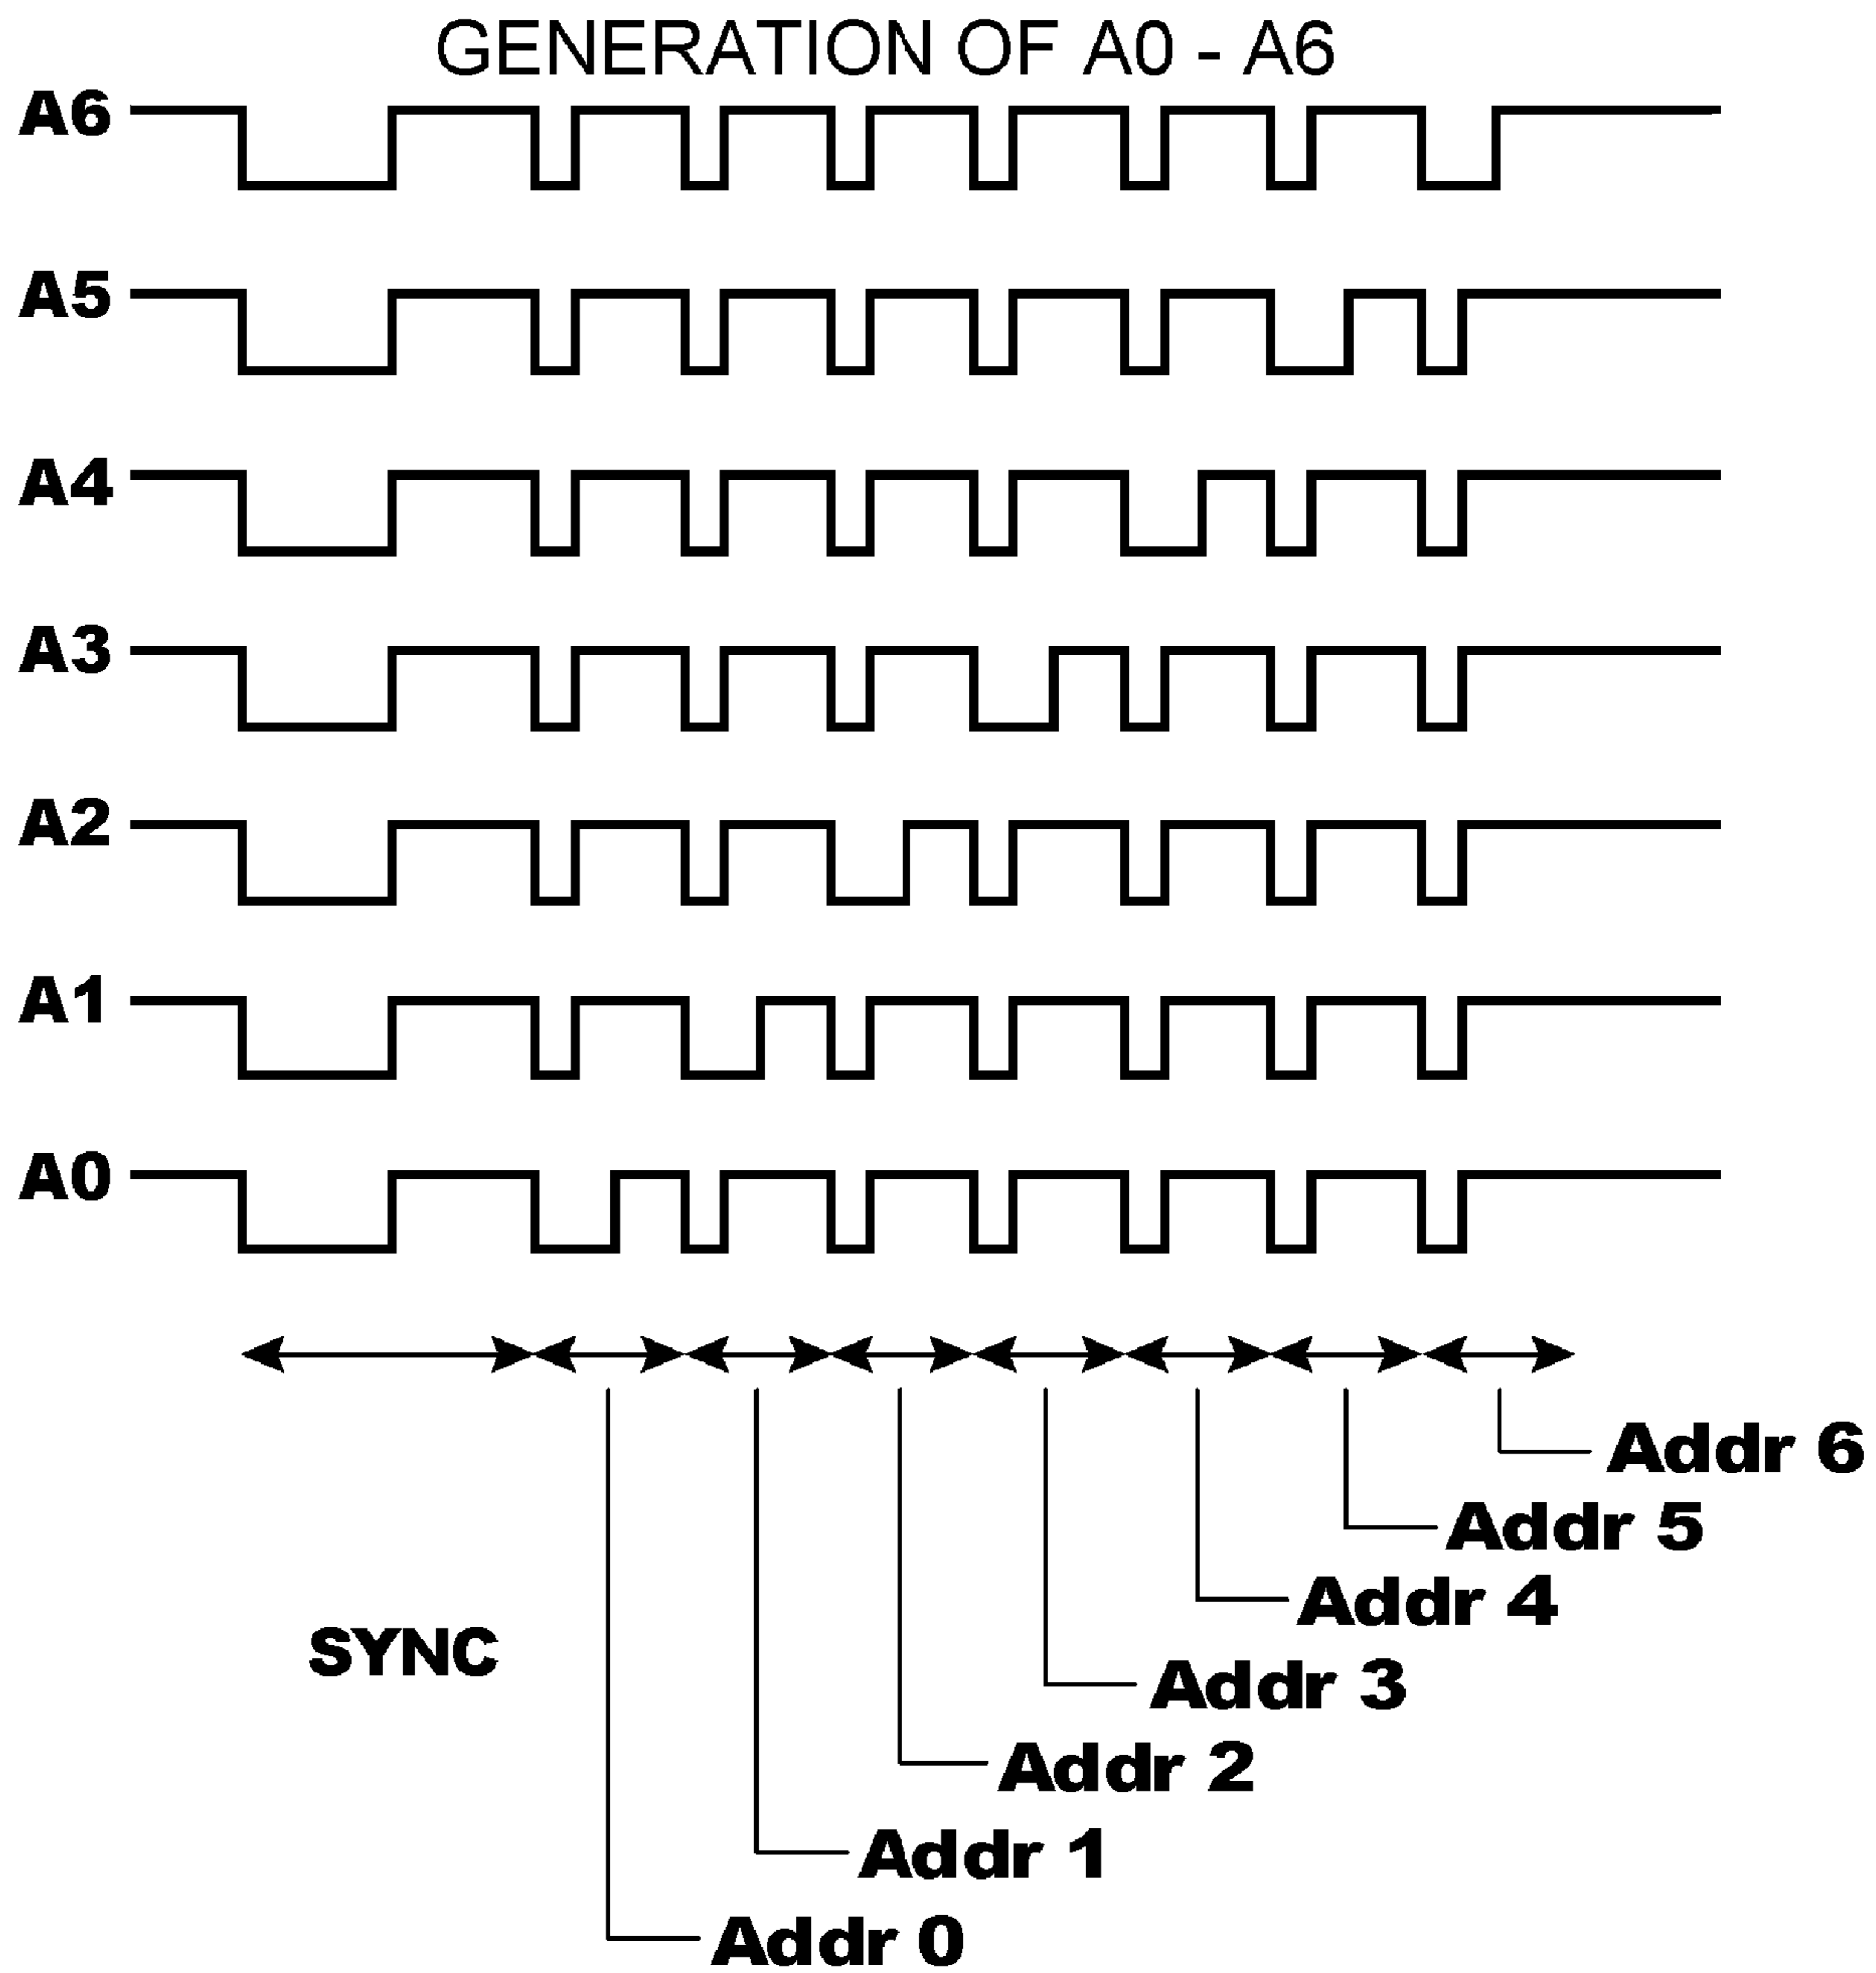 GENERATION OF A0 - A6
A6
A5
A4
A3
A2
A1
A0
Addr 6
Addr 5
Addr 4
SYNC
Addr 3
Addr 2
Addr 1
Addr 0